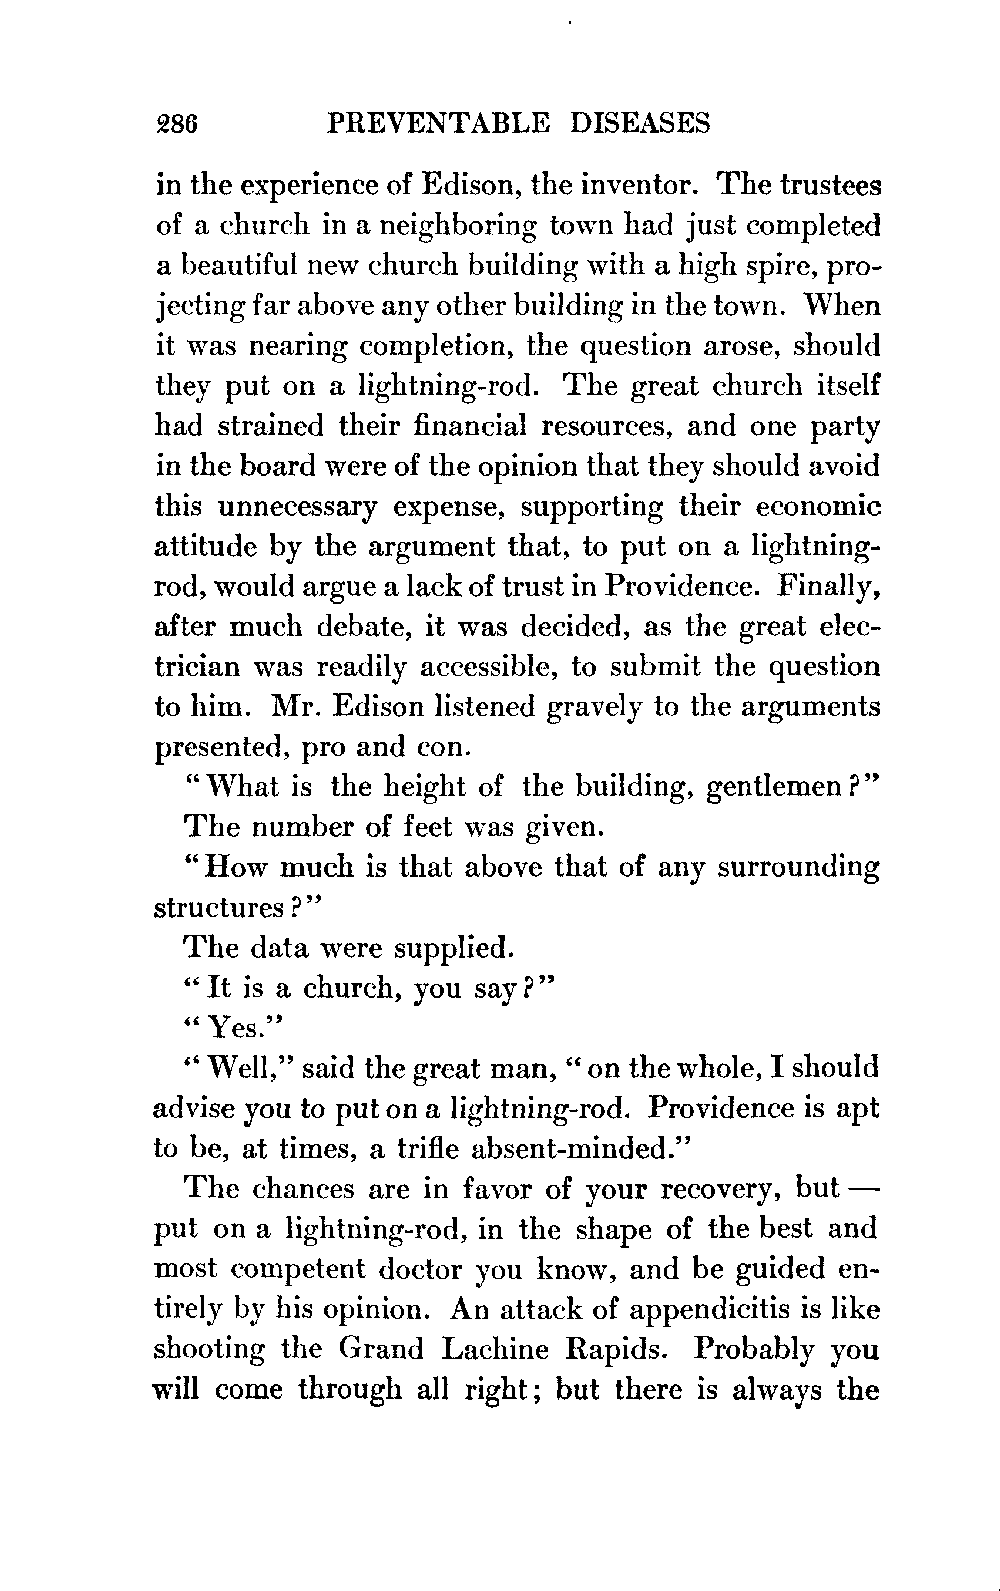 286 PREVENTABLE DISEASES
in the experience of Edison, the inventor. The trustees
of a church in a neighboring town had just completed
a beautiful new church building with a high spire, pro-
jecting far above any other building in the town. When
it was nearing completion, the question arose, should
they put on a lightning-rod. The great church itself
had strained their financial resources, and one party
in the board were of the opinion that they should avoid
this unnecessary expense, supporting their economic
attitude by the argument that, to put on a lightning-
rod, would argue a lack of trust in Providence. Finally,
after much debate, it was decided, as the great elec-
trician was readily accessible, to submit the question
to him. Mr. Edison listened gravely to the arguments
presented, pro and con.
"What is the height of the building, gentlemen?"
The number of feet was given.
"How much is that above that of any surrounding
structures?"
The data were supplied.
"It is a church, you say?"
"Yes."
"Well," said the great man, "on the whole, I should
advise you to put on a lightning-rod. Providence is apt
to be, at times, a trifle absent-minded."
The chances are in favor of your recovery, but —
put on a lightning-rod, in the shape of the best and
most competent doctor you know, and be guided en-
tirely by his opinion. An attack of appendicitis is like
shooting the Grand Lachine Rapids. Probably you
will come through all right; but there is always the